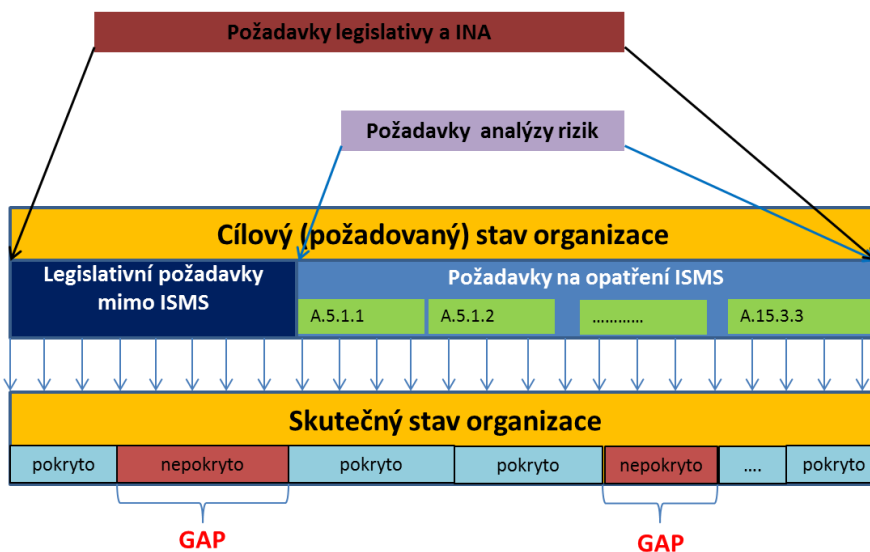 Požadavky legislativy a INA
Požadavky analýzy rizik
Cílový (požadovaný) stav organizace
Legislativní požadavky
mimo ISMS
Požadavky na opatření ISMS
A.5.1.1
A.5.1.2
............
A.15.3.3
Skutečný stav organizace
pokryto
nepokryto
pokryto
pokryto
nepokryto
....
pokryto
GAP
GAP